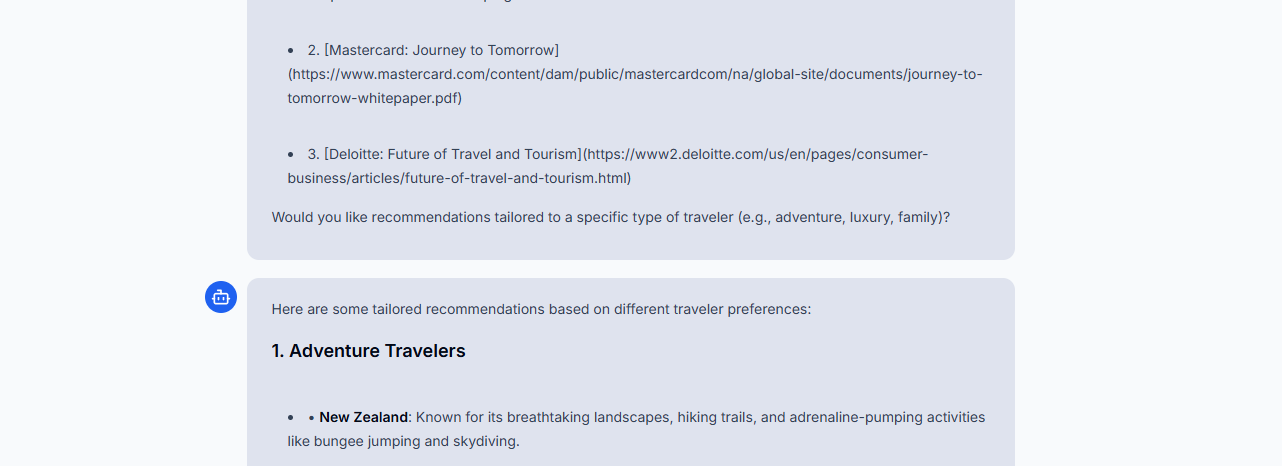 • 2. [Mastercard: Journey to Tomorrow]
(https://www.mastercard.com/content/dam/public/mastercardcom/na/global-site/documents/journey-to-
tomorrow-whitepaper.pdf)
• 3. [Deloitte: Future of Travel and Tourism](https://www2.deloitte.com/us/en/pages/consumer-
business/articles/future-of-travel-and-tourism.html)
Would you like recommendations tailored to a specific type of traveler (e.g., adventure, luxury, family)?
Here are some tailored recommendations based on different traveler preferences:
1. Adventure Travelers
• • New Zealand: Known for its breathtaking landscapes, hiking trails, and adrenaline-pumping activities
like bungee jumping and skydiving.